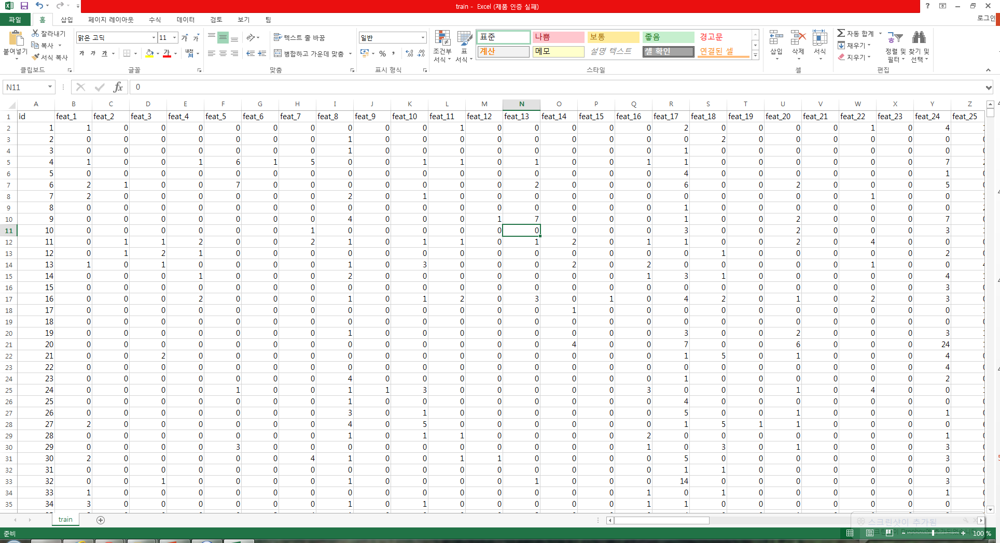 train - Excel (제품 인증 실패)
파일 홈 삽입 페이지 레이아웃 수식 데이터 검토 보기 팀 로그인
붙여넣기 잘라내기 복사 서식 복사 클립보드
맑은 고딕 11 가 가 가 가 가 가 내천 글꼴
텍스트 줄 바꿈 병합하고 가운데 맞춤 맞춤
일반 % , 표시 형식
조건부 서식 표 서식 표준 나쁨 보통 좋음 경고문
계산 메모 설명 텍스트 셀 확인 연결된 셀 스타일
삽입 삭제 서식 셀
자동 합계 채우기 지우기 정렬 및 필터 찾기 및 선택 편집
N11 fx 0
A B C D E F G H I J K L M N O P Q R S T U V W X Y Z
1 id feat_1 feat_2 feat_3 feat_4 feat_5 feat_6 feat_7 feat_8 feat_9 feat_10 feat_11 feat_12 feat_13 feat_14 feat_15 feat_16 feat_17 feat_18 feat_19 feat_20 feat_21 feat_22 feat_23 feat_24 feat_25
2 1 1 0 0 0 0 0 0 0 0 0 1 0 0 0 0 0 2 0 0 0 0 1 0 4
3 2 0 0 0 0 0 0 0 1 0 0 0 0 0 0 0 0 0 2 0 0 0 0 0 0
4 3 0 0 0 0 0 0 0 1 0 0 0 0 0 0 0 0 1 0 0 0 0 0 0 0
5 4 1 0 0 1 6 1 5 0 0 1 1 0 1 0 0 1 1 0 0 0 0 0 0 7
6 5 0 0 0 0 0 0 0 0 0 0 0 0 0 0 0 0 4 0 0 0 0 0 0 1
7 6 2 1 0 0 7 0 0 0 0 0 0 0 2 0 0 0 6 0 0 2 0 0 0 5
8 7 2 0 0 0 0 0 0 2 0 1 0 0 0 0 0 0 0 0 0 0 0 1 0 0
9 8 0 0 0 0 0 0 0 0 0 0 0 0 0 0 0 0 1 0 0 0 0 0 0 0
10 9 0 0 0 0 0 0 0 4 0 0 0 1 7 0 0 0 1 0 0 2 0 0 0 7
11 10 0 0 0 0 0 0 1 0 0 0 0 0 0 0 0 0 3 0 0 2 0 0 0 3
12 11 0 1 1 2 0 0 2 1 0 1 1 0 1 2 0 1 1 0 0 2 0 4 0 0
13 12 0 1 2 1 0 0 0 0 0 0 0 0 0 0 0 0 0 1 0 0 0 0 0 2
14 13 1 0 1 0 0 0 0 1 0 3 0 0 0 2 0 2 0 0 0 0 0 1 0 0
15 14 0 0 0 1 0 0 0 2 0 0 0 0 0 0 0 1 3 1 0 0 0 0 0 4
16 15 0 0 0 0 0 0 0 0 0 0 0 0 0 0 0 0 0 0 0 0 0 0 0 3
17 16 0 0 0 2 0 0 0 1 0 1 2 0 3 0 1 0 4 2 0 1 0 2 0 3
18 17 0 0 0 0 0 0 0 0 0 0 0 0 0 1 0 0 0 0 0 0 0 0 0 0
19 18 0 0 0 0 0 0 0 0 0 0 0 0 0 0 0 0 0 0 0 0 0 0 0 0
20 19 0 0 0 0 0 0 0 1 0 0 0 0 0 0 0 0 3 0 0 2 0 0 0 3
21 20 0 0 0 0 0 0 0 0 0 0 0 0 0 4 0 0 7 0 0 6 0 0 0 24
22 21 0 0 2 0 0 0 0 0 0 0 0 0 0 0 0 0 1 5 0 1 0 0 0 4
23 22 0 0 0 0 0 0 0 0 0 0 0 0 0 0 0 0 0 0 0 0 0 0 0 4
24 23 0 0 0 0 0 0 0 4 0 0 0 0 0 0 0 0 1 0 0 0 0 0 0 2
25 24 0 0 0 0 1 0 0 1 1 3 0 0 0 0 0 3 0 0 0 1 0 4 0 0
26 25 0 0 0 0 0 0 0 1 0 0 0 0 0 0 0 0 4 0 0 0 0 0 0 0
27 26 0 0 0 0 0 0 0 3 0 1 0 0 0 0 0 0 5 0 0 1 0 0 0 1
28 27 2 0 0 0 0 0 0 4 0 5 0 0 0 0 0 0 1 5 1 1 0 0 0 0
29 28 0 0 0 0 0 0 0 1 0 1 1 0 0 0 0 2 0 0 0 0 0 0 0 1
30 29 0 0 0 0 3 0 0 0 0 0 0 0 0 0 0 1 0 3 0 1 0 0 0 3
31 30 2 0 0 0 0 0 4 1 0 0 1 1 0 0 0 0 5 0 0 0 0 0 0 3
32 31 0 0 0 0 0 0 0 0 0 0 0 0 0 0 0 0 1 1 0 0 0 0 0 0
33 32 0 0 1 0 0 0 0 1 0 0 0 0 1 0 0 0 14 0 0 0 0 0 0 3
34 33 1 0 0 0 0 0 0 0 0 0 0 0 0 0 0 1 0 1 0 0 0 0 0 1
35 34 3 0 0 0 0 0 0 1 0 1 0 0 0 0 0 1 1 0 0 0 0 0 0 0
train
스크린샷이 추가됨
준비 100 %